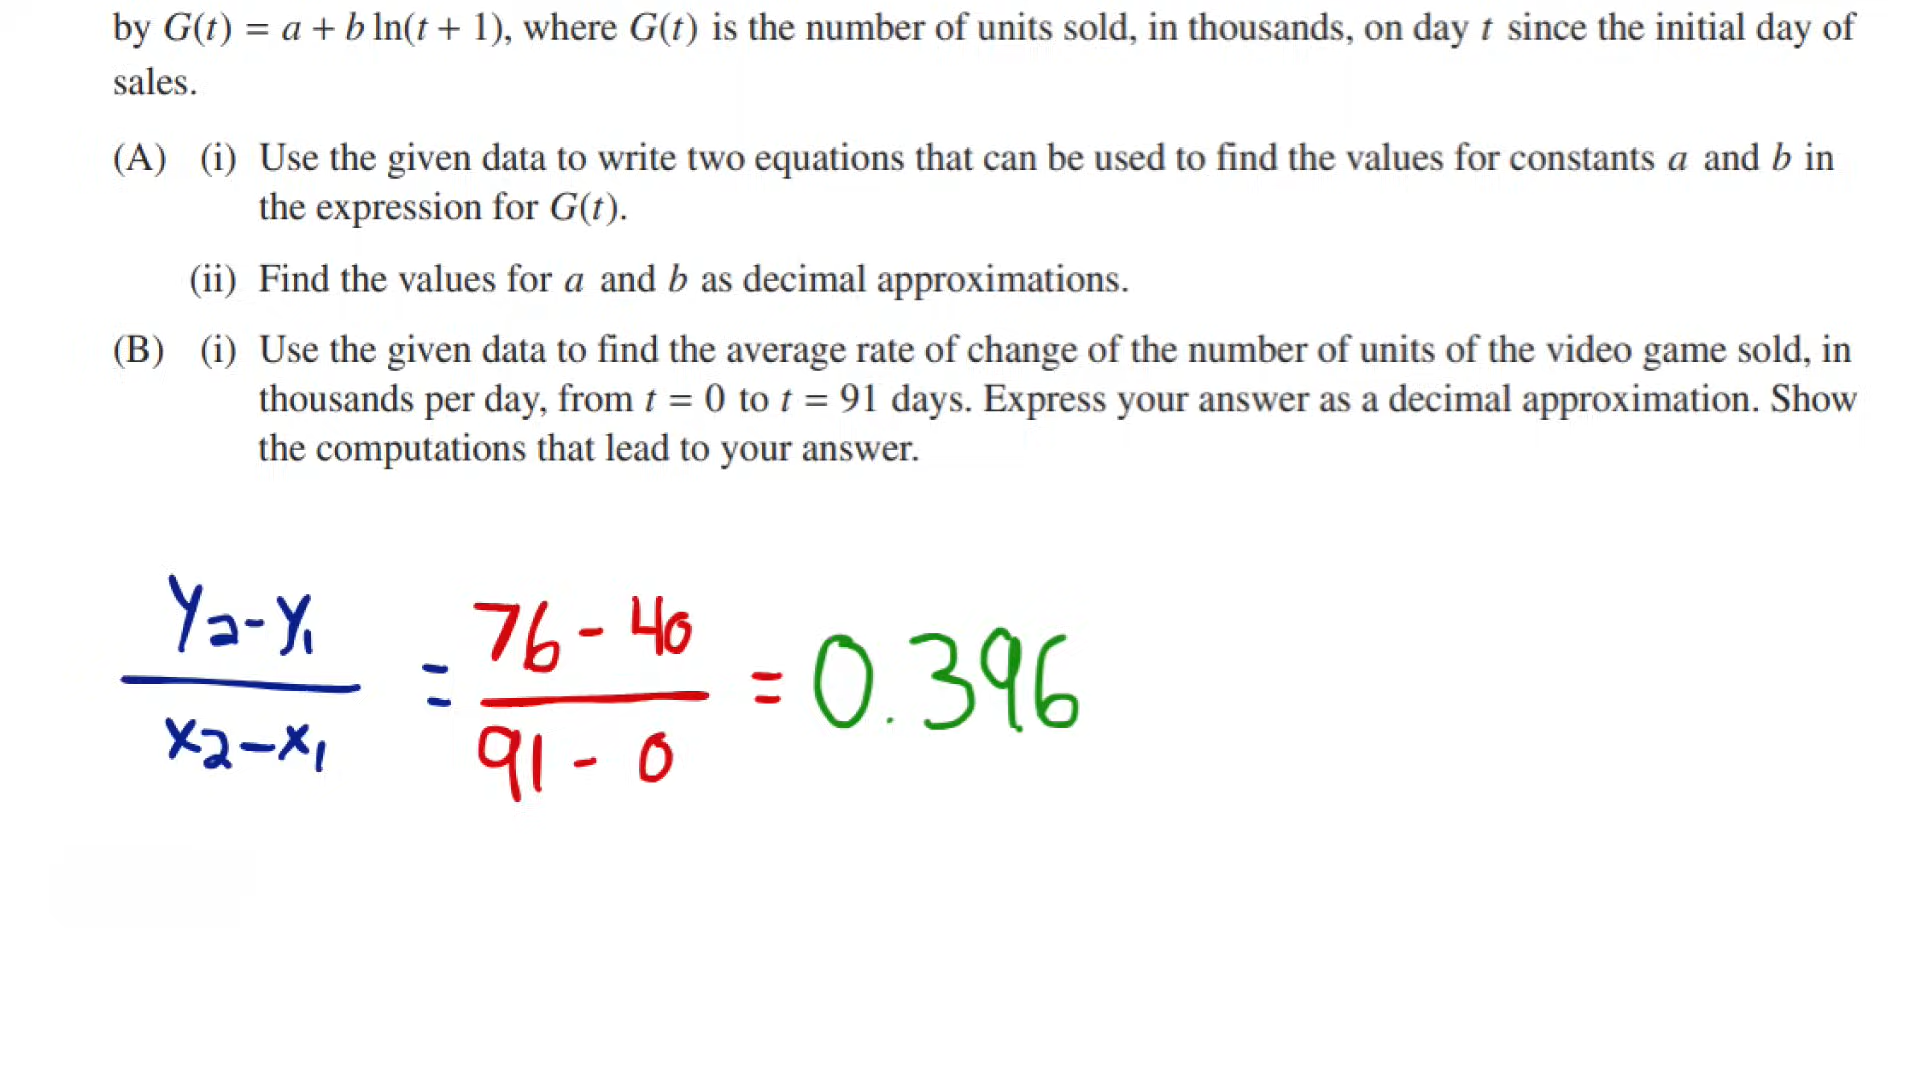 by G(t) = a + b ln(t + 1), where G(t) is the number of units sold, in thousands, on day t since the initial day of
sales.
(A) (i) Use the given data to write two equations that can be used to find the values for constants a and b in
the expression for G(t).
(ii) Find the values for a and b as decimal approximations.
(B) (i) Use the given data to find the average rate of change of the number of units of the video game sold, in
thousands per day, from t = 0 to t = 91 days. Express your answer as a decimal approximation. Show
the computations that lead to your answer.
y₂-y₁ / x₂-x₁ = 76 - 40 / 91 - 0 = 0.396